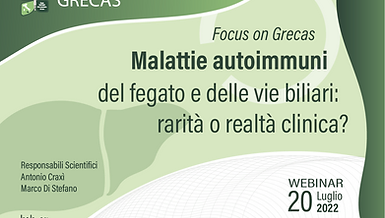 GRECAS
Focus on Grecas
Malattie autoimmuni
del fegato e delle vie biliari:
rarità o realtà clinica?
Responsabili Scientifici
Antonio Craxì
Marco Di Stefano
WEBINAR
20 Luglio
2022